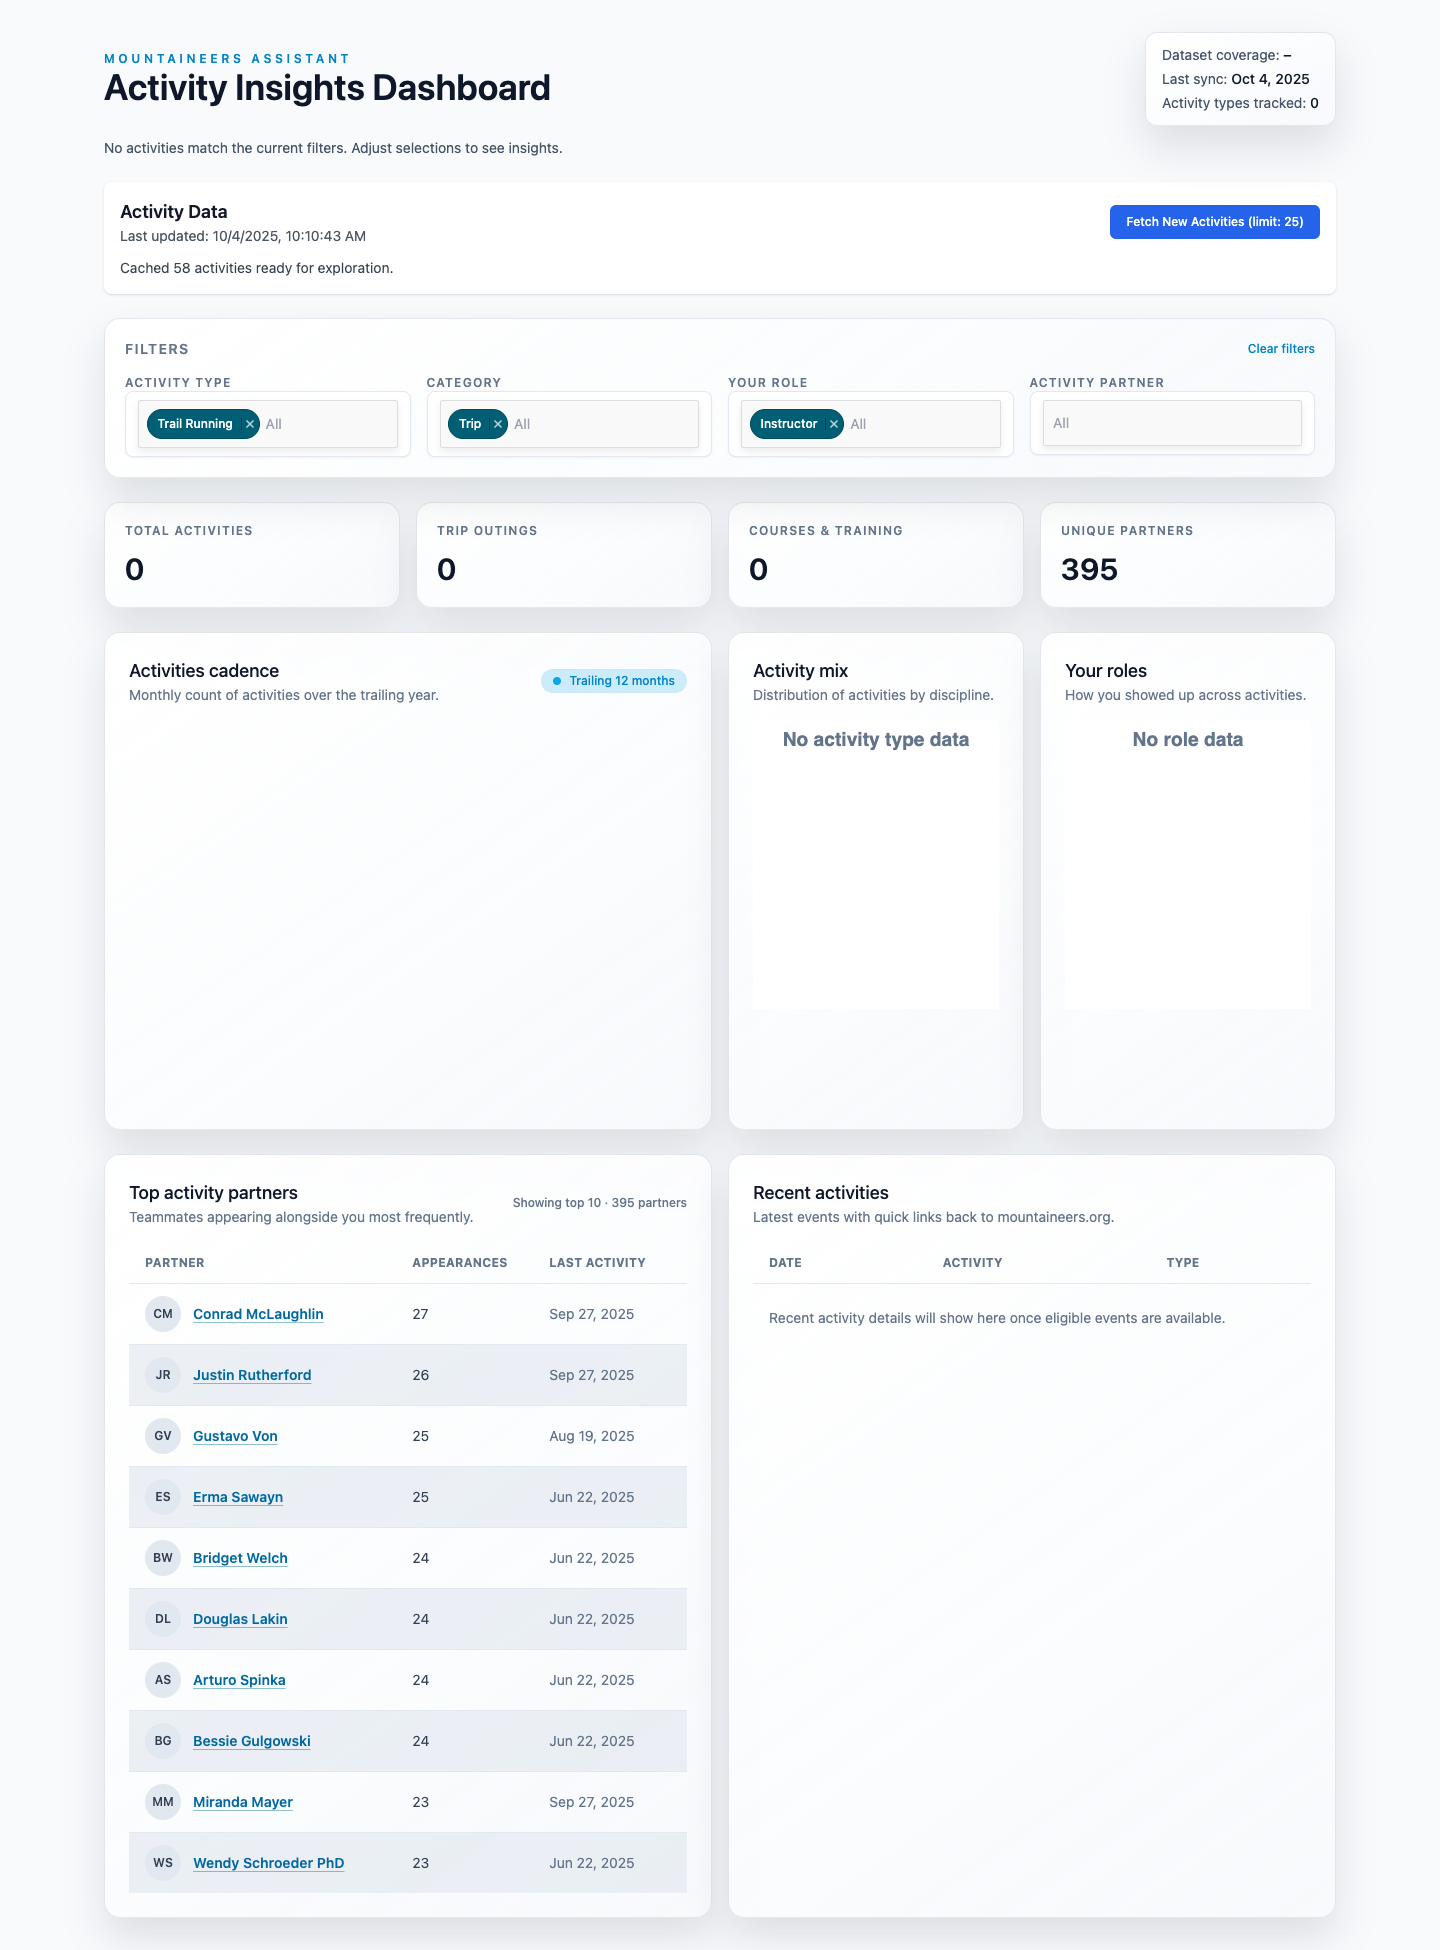 MOUNTAINEERS ASSISTANT
Activity Insights Dashboard
Dataset coverage: –
Last sync: Oct 4, 2025
Activity types tracked: 0
No activities match the current filters. Adjust selections to see insights.
Activity Data
Last updated: 10/4/2025, 10:10:43 AM
Fetch New Activities (limit: 25)
Cached 58 activities ready for exploration.
FILTERS
Clear filters
ACTIVITY TYPE
CATEGORY
YOUR ROLE
ACTIVITY PARTNER
Trail Running × All
Trip × All
Instructor × All
All
TOTAL ACTIVITIES
0
TRIP OUTINGS
0
COURSES & TRAINING
0
UNIQUE PARTNERS
395
Activities cadence
Monthly count of activities over the trailing year.
Trailing 12 months
Activity mix
Distribution of activities by discipline.
No activity type data
Your roles
How you showed up across activities.
No role data
Top activity partners
Teammates appearing alongside you most frequently.
Showing top 10 · 395 partners
PARTNER APPEARANCES LAST ACTIVITY
CM Conrad McLaughlin 27 Sep 27, 2025
JR Justin Rutherford 26 Sep 27, 2025
GV Gustavo Von 25 Aug 19, 2025
ES Erma Sawayn 25 Jun 22, 2025
BW Bridget Welch 24 Jun 22, 2025
DL Douglas Lakin 24 Jun 22, 2025
AS Arturo Spinka 24 Jun 22, 2025
BG Bessie Gulgowski 24 Jun 22, 2025
MM Miranda Mayer 23 Sep 27, 2025
WS Wendy Schroeder PhD 23 Jun 22, 2025
Recent activities
Latest events with quick links back to mountaineers.org.
DATE ACTIVITY TYPE
Recent activity details will show here once eligible events are available.